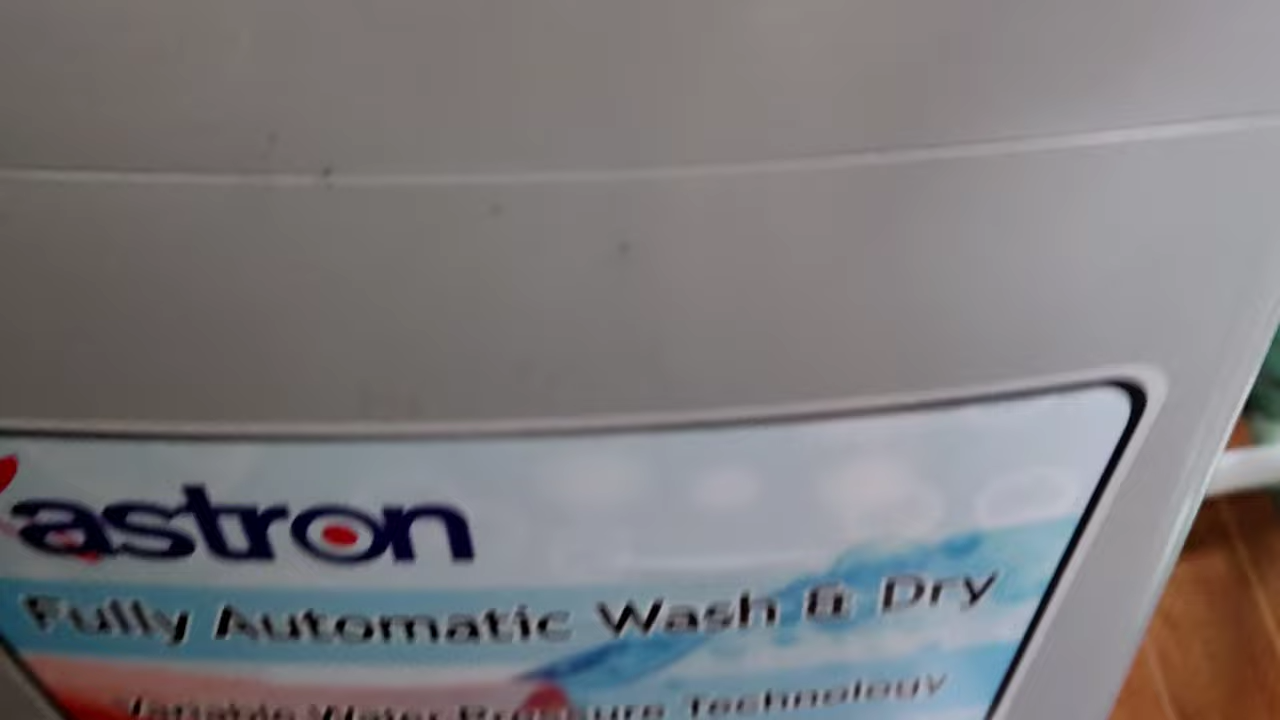 astron
Fully Automatic Wash & Dry
Variable Water Pressure Technology